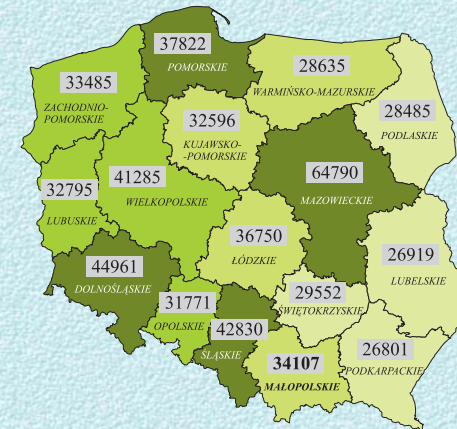 37822
POMORSKIE
28635
WARMIŃSKO-MAZURSKIE
33485
ZACHODNIO-
POMORSKIE
32596
KUJAWSKO-
-POMORSKIE
28485
PODLASKIE
32795
LUBUSKIE
41285
WIELKOPOLSKIE
64790
MAZOWIECKIE
36750
ŁÓDZKIE
26919
LUBELSKIE
44961
DOLNOŚLĄSKIE
31771
OPOLSKIE
29552
ŚWIĘTOKRZYSKIE
42830
ŚLĄSKIE
34107
MAŁOPOLSKIE
26801
PODKARPACKIE